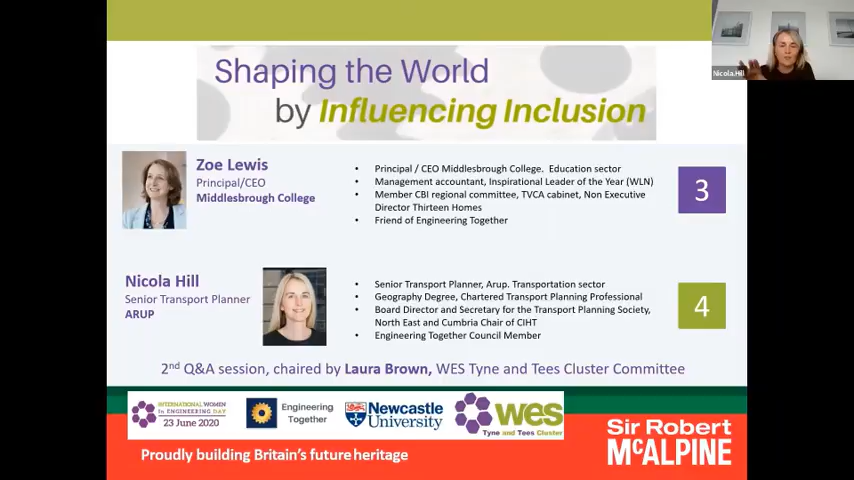 Nicola Hill
Shaping the World
by Influencing Inclusion
Zoe Lewis
Principal/CEO
Middlesbrough College
• Principal / CEO Middlesbrough College. Education sector
• Management accountant, Inspirational Leader of the Year (WLN)
• Member CBI regional committee, TVCA cabinet, Non Executive
Director Thirteen Homes
• Friend of Engineering Together
3
Nicola Hill
Senior Transport Planner
ARUP
• Senior Transport Planner, Arup. Transportation sector
• Geography Degree, Chartered Transport Planning Professional
• Board Director and Secretary for the Transport Planning Society,
North East and Cumbria Chair of CIHT
• Engineering Together Council Member
4
2nd Q&A session, chaired by Laura Brown, WES Tyne and Tees Cluster Committee
INTERNATIONAL WOMEN
IN ENGINEERING DAY
23 June 2020
Engineering
Together
Newcastle
University
wes
Tyne and Tees Cluster
Proudly building Britain's future heritage
Sir Robert
McALPINE